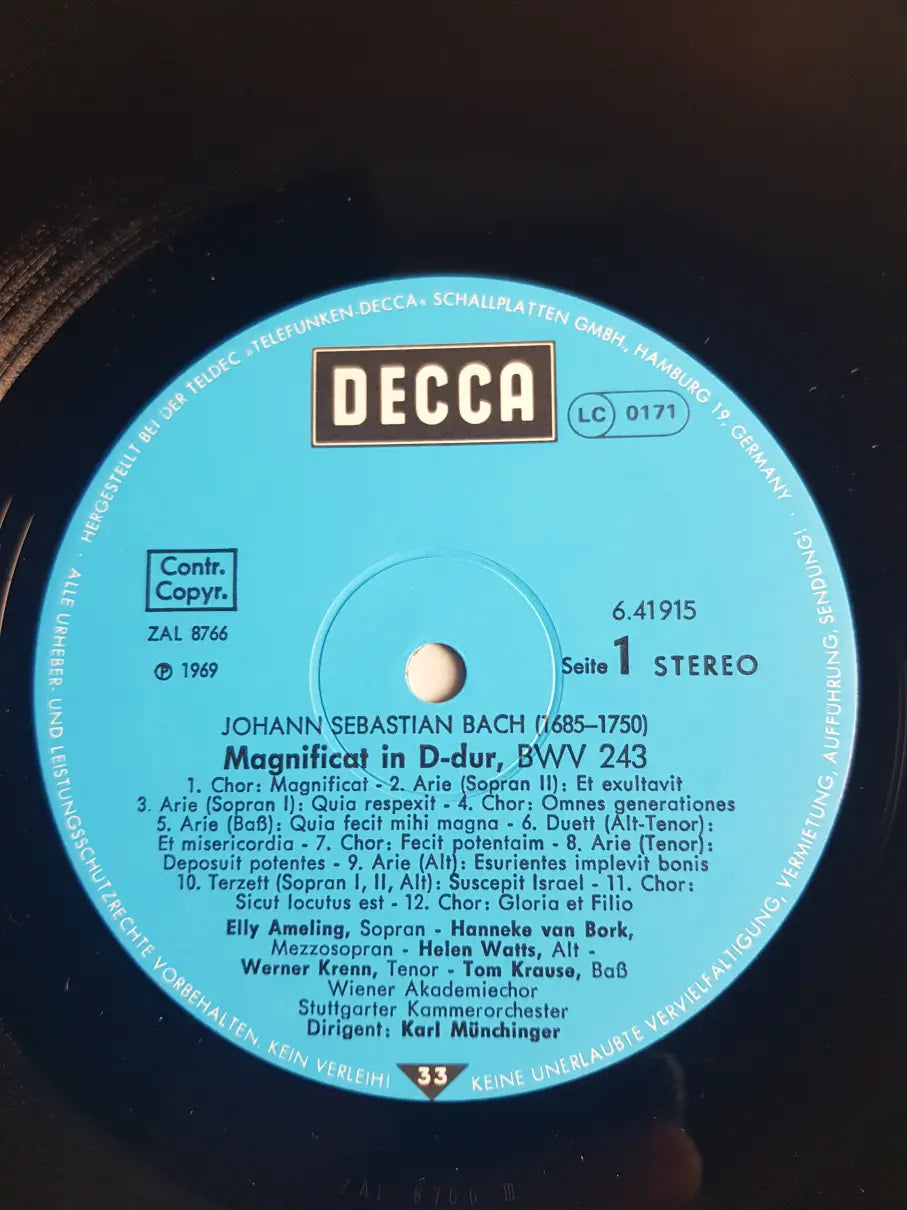 HERGESTELLT BEI DER TELDEC »TELEFUNKEN-DECCA« SCHALLPLATTEN GMBH., HAMBURG 19, GERMANY ·
DECCA
LC 0171
Contr.
Copyr.
ZAL 8766
℗ 1969
6.41915
Seite 1 STEREO
JOHANN SEBASTIAN BACH (1685–1750)
Magnificat in D-dur, BWV 243
1. Chor: Magnificat - 2. Arie (Sopran II): Et exultavit
3. Arie (Sopran I): Quia respexit - 4. Chor: Omnes generationes
5. Arie (Baß): Quia fecit mihi magna - 6. Duett (Alt-Tenor):
Et misericordia - 7. Chor: Fecit potentaim - 8. Arie (Tenor):
Deposuit potentes - 9. Arie (Alt): Esurientes implevit bonis
10. Terzett (Sopran I, II, Alt): Suscepit Israel - 11. Chor:
Sicut locutus est - 12. Chor: Gloria et Filio
Elly Ameling, Sopran - Hanneke van Bork,
Mezzosopran - Helen Watts, Alt -
Werner Krenn, Tenor - Tom Krause, Baß
Wiener Akademiechor
Stuttgarter Kammerorchester
Dirigent: Karl Münchinger
· ALLE URHEBER- UND LEISTUNGSSCHUTZRECHTE VORBEHALTEN. KEIN VERLEIH!
33
KEINE UNERLAUBTE VERVIELFÄLTIGUNG, VERMIETUNG, AUFFÜHRUNG, SENDUNG!
ZAL 8766 III